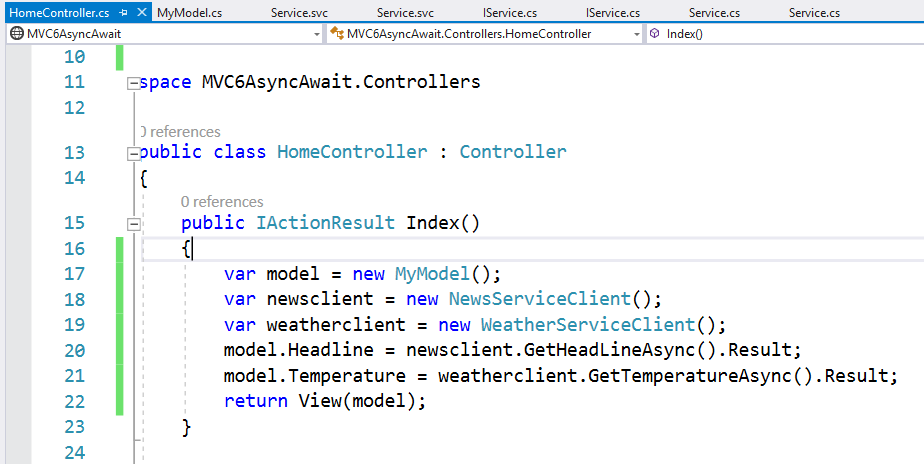 HomeController.cs MyModel.cs Service.svc Service.svc IService.cs IService.cs Service.cs Service.cs
MVC6AsyncAwait MVC6AsyncAwait.Controllers.HomeController Index()
10
11 space MVC6AsyncAwait.Controllers
12
0 references
13 public class HomeController : Controller
14 {
0 references
15 public IActionResult Index()
16 {
17 var model = new MyModel();
18 var newsclient = new NewsServiceClient();
19 var weatherclient = new WeatherServiceClient();
20 model.Headline = newsclient.GetHeadLineAsync().Result;
21 model.Temperature = weatherclient.GetTemperatureAsync().Result;
22 return View(model);
23 }
24